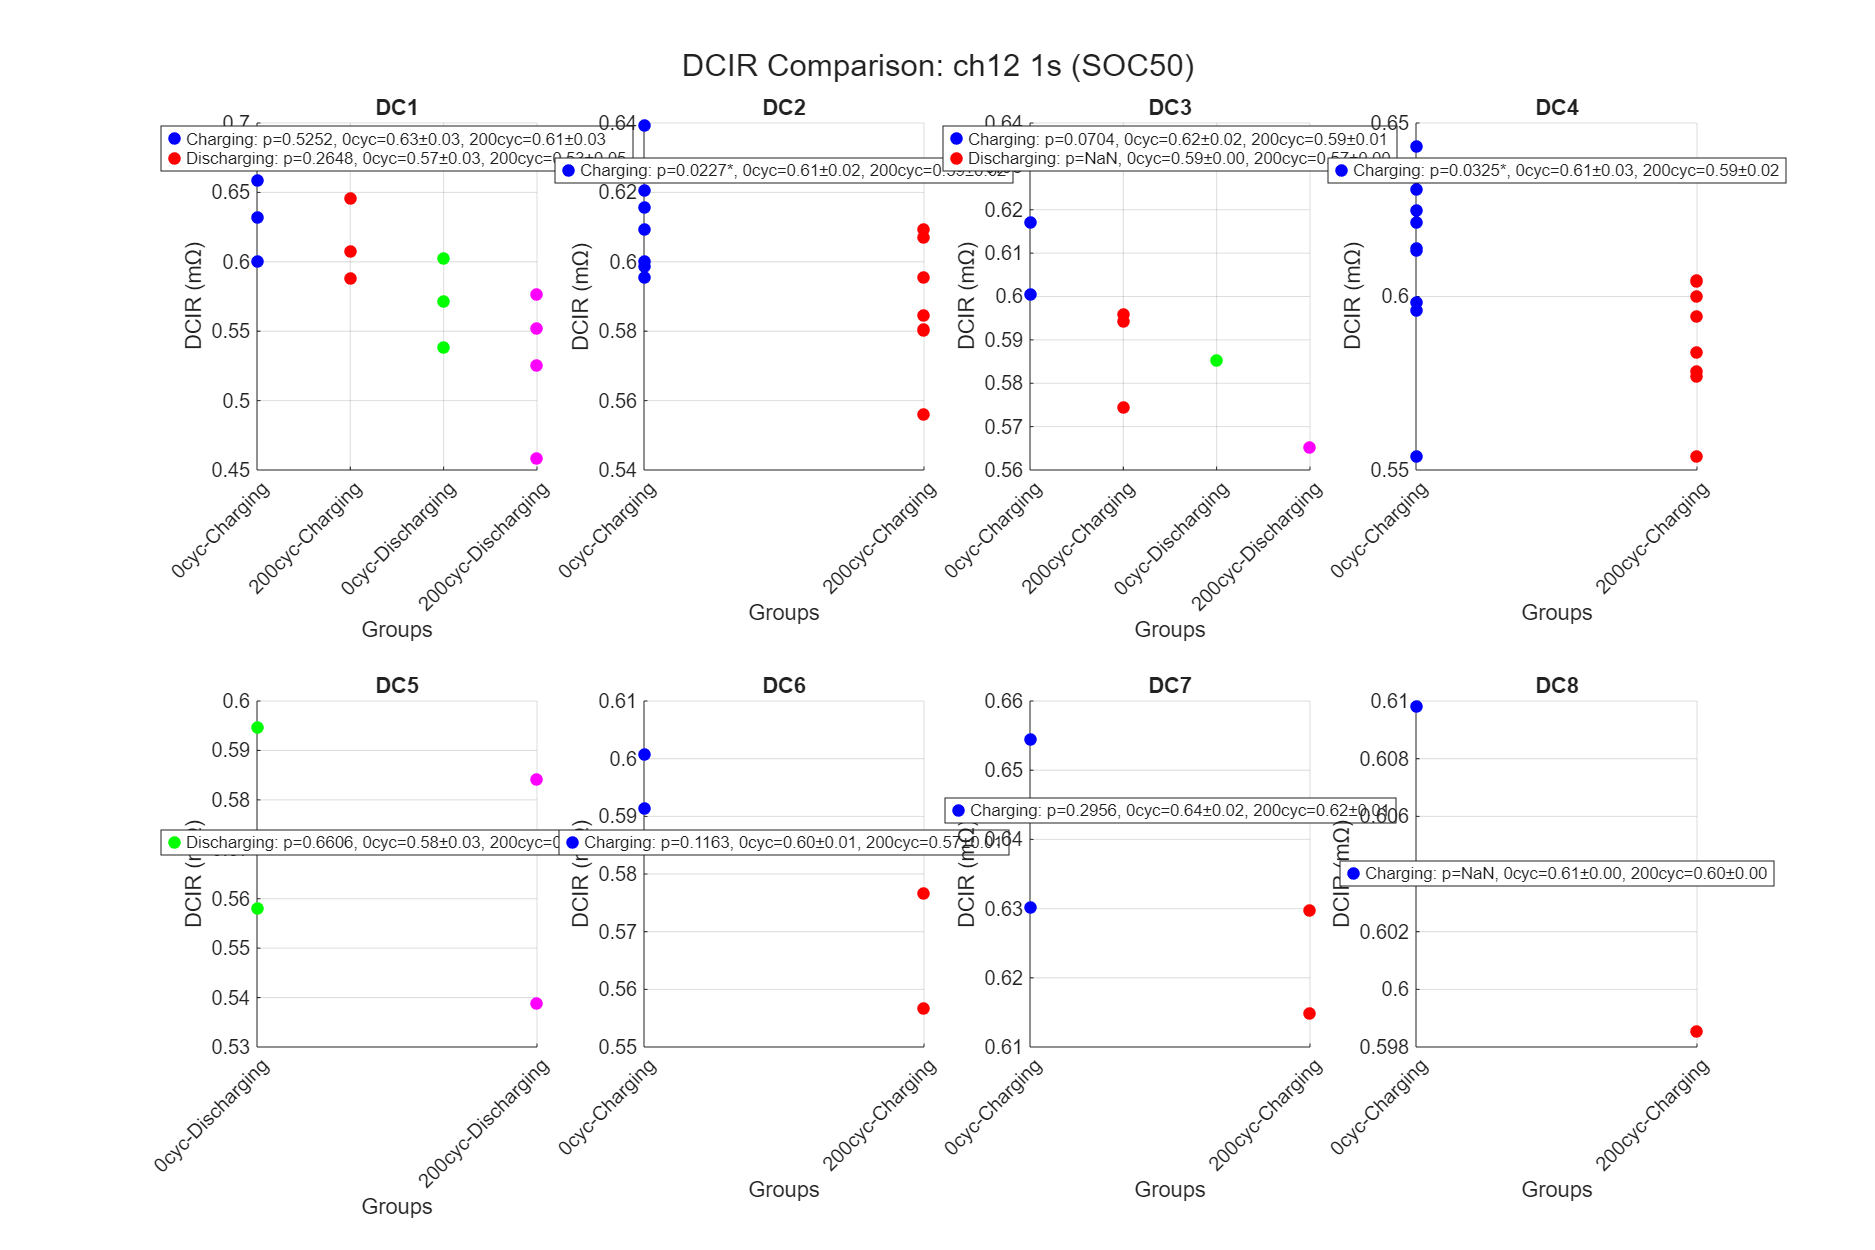 DCIR Comparison: ch12 1s (SOC50)
DC1
Charging: p=0.5252, 0cyc=0.63±0.03, 200cyc=0.61±0.03
Discharging: p=0.2648, 0cyc=0.57±0.03, 200cyc=0.53±0.05
0.7
0.65
0.6
0.55
0.5
0.45
DCIR (mΩ)
0cyc-Charging
200cyc-Charging
0cyc-Discharging
200cyc-Discharging
Groups
DC2
Charging: p=0.0227*, 0cyc=0.61±0.02, 200cyc=0.59±0.02
0.64
0.62
0.6
0.58
0.56
0.54
DCIR (mΩ)
0cyc-Charging
200cyc-Charging
Groups
DC3
Charging: p=0.0704, 0cyc=0.62±0.02, 200cyc=0.59±0.01
Discharging: p=NaN, 0cyc=0.59±0.00, 200cyc=0.57±0.00
0.64
0.62
0.61
0.6
0.59
0.58
0.57
0.56
DCIR (mΩ)
0cyc-Charging
200cyc-Charging
0cyc-Discharging
200cyc-Discharging
Groups
DC4
Charging: p=0.0325*, 0cyc=0.61±0.03, 200cyc=0.59±0.02
0.65
0.6
0.55
DCIR (mΩ)
0cyc-Charging
200cyc-Charging
Groups
DC5
Discharging: p=0.6606, 0cyc=0.58±0.03, 200cyc=0
0.6
0.59
0.58
0.56
0.55
0.54
0.53
DCIR
0cyc-Discharging
200cyc-Discharging
Groups
DC6
Charging: p=0.1163, 0cyc=0.60±0.01, 200cyc=0.57±0.01
0.61
0.6
0.59
0.58
0.57
0.56
0.55
DCIR
0cyc-Charging
200cyc-Charging
Groups
DC7
Charging: p=0.2956, 0cyc=0.64±0.02, 200cyc=0.62±0.01
0.66
0.65
0.64
0.63
0.62
0.61
DCIR (mΩ)
0cyc-Charging
200cyc-Charging
Groups
DC8
Charging: p=NaN, 0cyc=0.61±0.00, 200cyc=0.60±0.00
0.61
0.608
0.606
0.602
0.6
0.598
DCIR (mΩ)
0cyc-Charging
200cyc-Charging
Groups